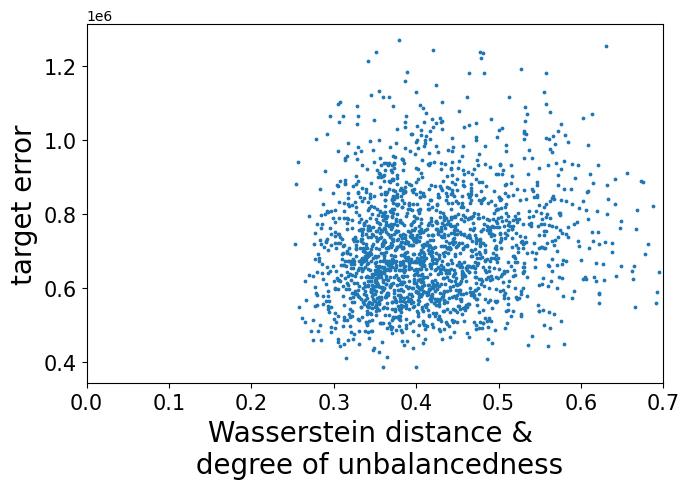 1e6
1.2
1.0
0.8
0.6
0.4
target error
0.0 0.1 0.2 0.3 0.4 0.5 0.6 0.7
Wasserstein distance &
degree of unbalancedness